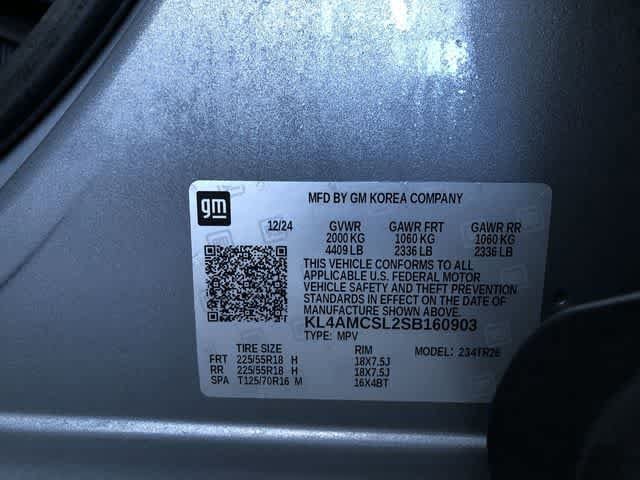 gm
MFD BY GM KOREA COMPANY
12/24 GVWR GAWR FRT GAWR RR
2000 KG 1060 KG 1060 KG
4409 LB 2336 LB 2336 LB
THIS VEHICLE CONFORMS TO ALL
APPLICABLE U.S. FEDERAL MOTOR
VEHICLE SAFETY AND THEFT PREVENTION
STANDARDS IN EFFECT ON THE DATE OF
MANUFACTURE SHOWN ABOVE.
KL4AMCSL2SB160903
TYPE: MPV
TIRE SIZE RIM MODEL:
FRT 225/55R18 H 18X7.5J
RR 225/55R18 H 18X7.5J
SPA T125/70R16 M 16X4BT